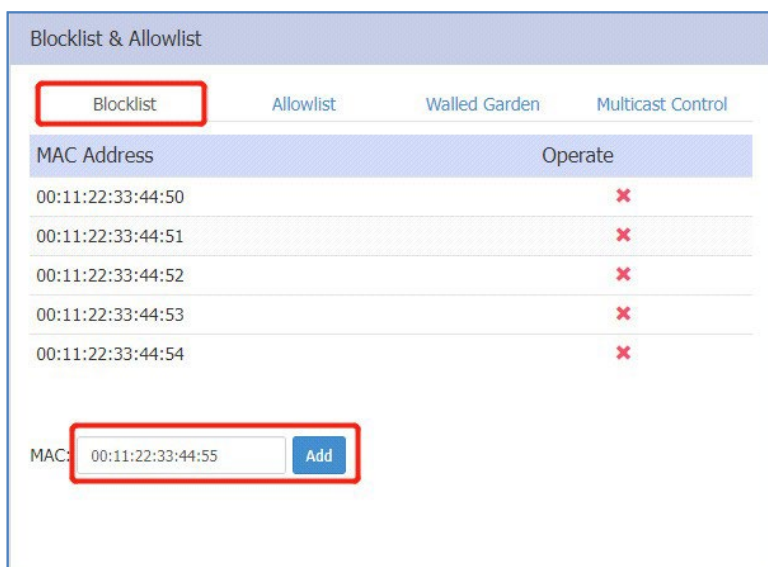 Blocklist & Allowlist
Blocklist Allowlist Walled Garden Multicast Control
MAC Address Operate
00:11:22:33:44:50
00:11:22:33:44:51
00:11:22:33:44:52
00:11:22:33:44:53
00:11:22:33:44:54
MAC: 00:11:22:33:44:55 Add